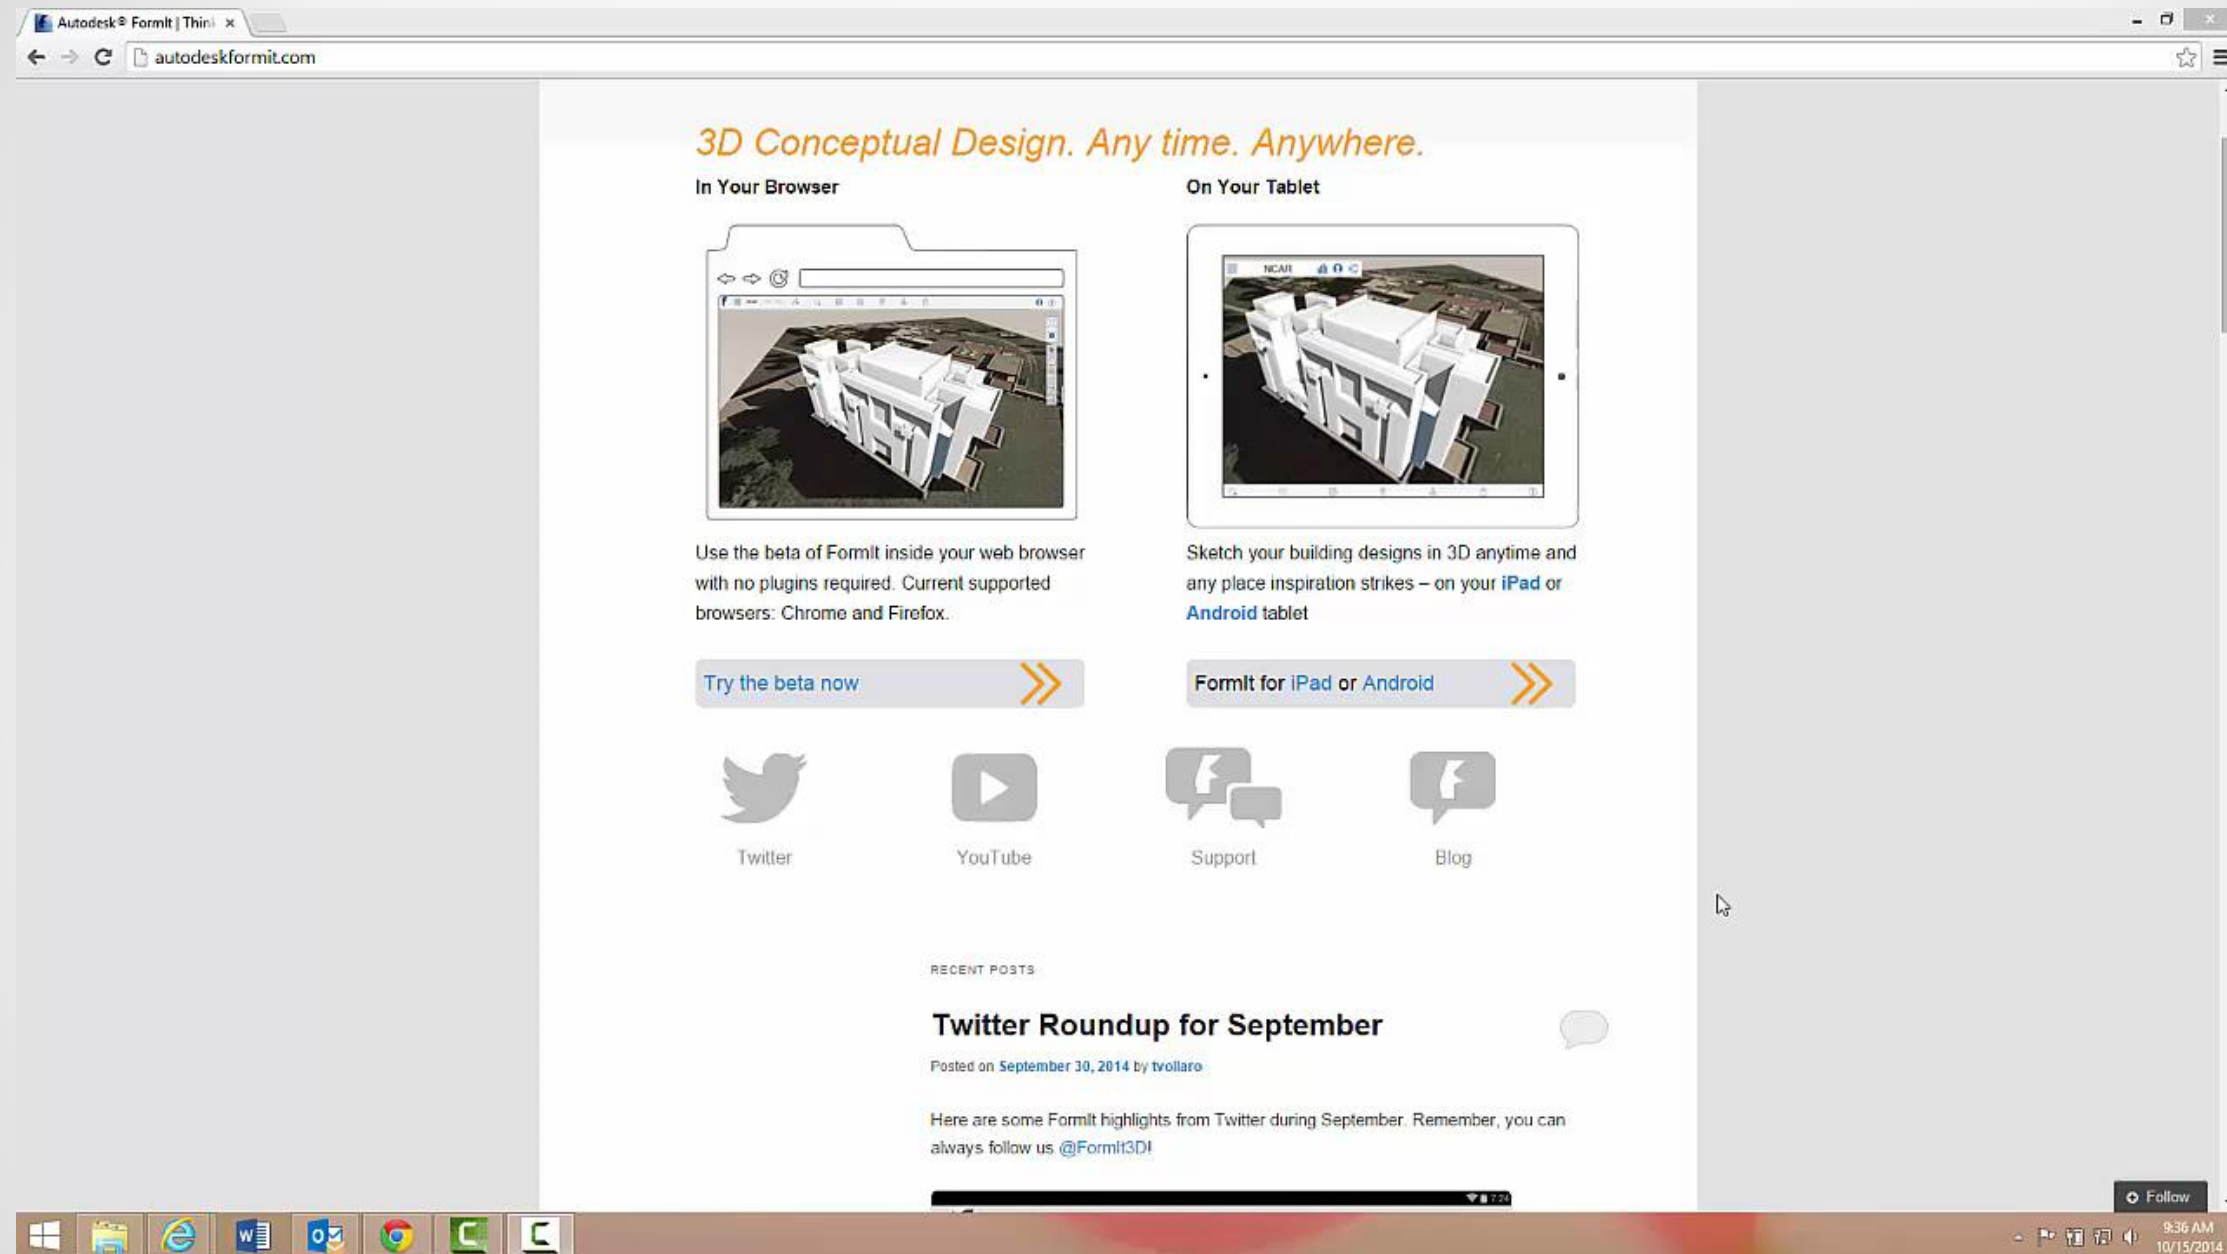 Autodesk® FormIt | Thin
autodeskformit.com
3D Conceptual Design. Any time. Anywhere.
In Your Browser
On Your Tablet
NCAR
Use the beta of FormIt inside your web browser
with no plugins required. Current supported
browsers: Chrome and Firefox.
Sketch your building designs in 3D anytime and
any place inspiration strikes – on your iPad or
Android tablet
Try the beta now
FormIt for iPad or Android
Twitter
YouTube
Support
Blog
RECENT POSTS
Twitter Roundup for September
Posted on September 30, 2014 by tvollaro
Here are some FormIt highlights from Twitter during September. Remember, you can
always follow us @FormIt3D!
7:24
Follow
9:36 AM
10/15/2014